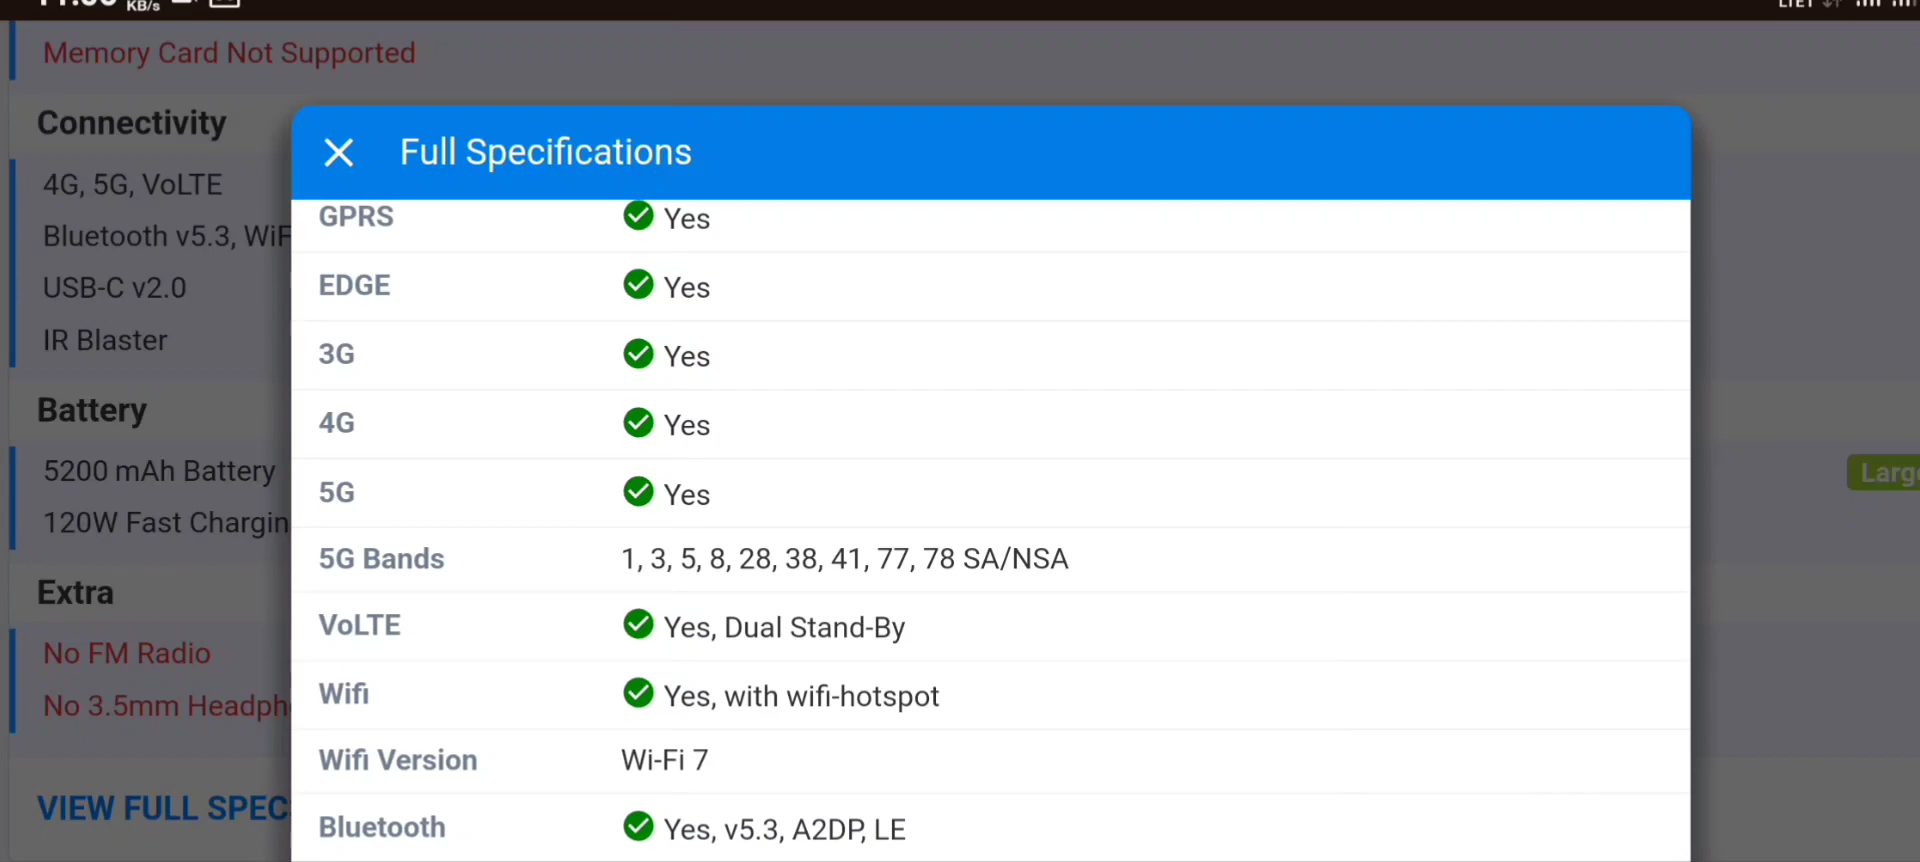 KB/s
Memory Card Not Supported
Connectivity
4G, 5G, VoLTE
Bluetooth v5.3, WiF
USB-C v2.0
IR Blaster
Battery
5200 mAh Battery
120W Fast Chargin
Extra
No FM Radio
No 3.5mm Headph
VIEW FULL SPEC
Large
Full Specifications
GPRS Yes
EDGE Yes
3G Yes
4G Yes
5G Yes
5G Bands 1, 3, 5, 8, 28, 38, 41, 77, 78 SA/NSA
VoLTE Yes, Dual Stand-By
Wifi Yes, with wifi-hotspot
Wifi Version Wi-Fi 7
Bluetooth Yes, v5.3, A2DP, LE